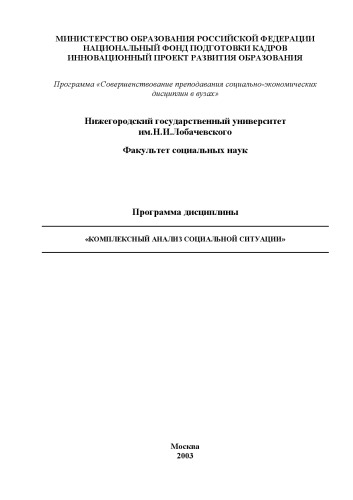 МИНИСТЕРСТВО ОБРАЗОВАНИЯ РОССИЙСКОЙ ФЕДЕРАЦИИ
НАЦИОНАЛЬНЫЙ ФОНД ПОДГОТОВКИ КАДРОВ
ИННОВАЦИОННЫЙ ПРОЕКТ РАЗВИТИЯ ОБРАЗОВАНИЯ
Программа «Совершенствование преподавания социально-экономических
дисциплин в вузах»
Нижегородский государственный университет
им.Н.И.Лобачевского
Факультет социальных наук
Программа дисциплины
«КОМПЛЕКСНЫЙ АНАЛИЗ СОЦИАЛЬНОЙ СИТУАЦИИ»
Москва
2003